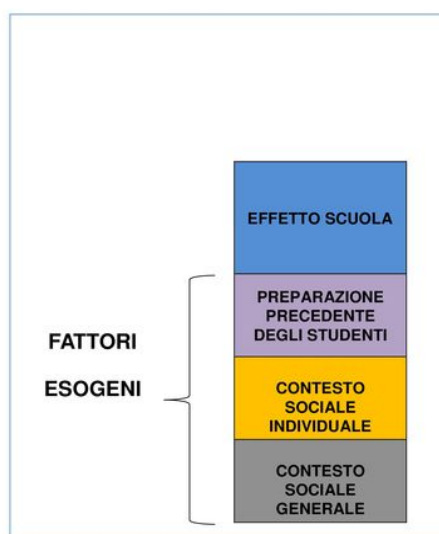 EFFETTO SCUOLA
PREPARAZIONE
PRECEDENTE
DEGLI STUDENTI
FATTORI
ESOGENI
CONTESTO
SOCIALE
INDIVIDUALE
CONTESTO
SOCIALE
GENERALE